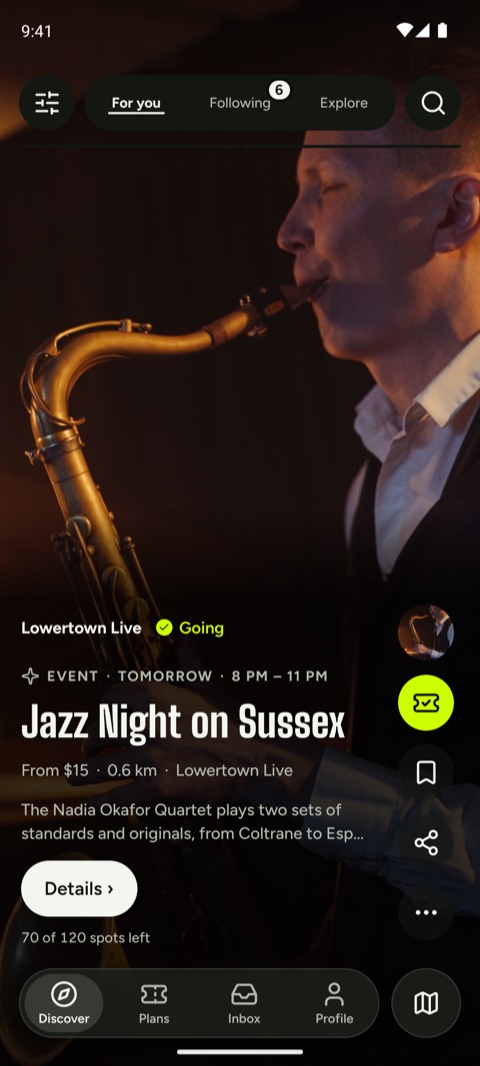 9:41
For you
Following
6
Explore
Lowertown Live
Going
EVENT · TOMORROW · 8 PM – 11 PM
Jazz Night on Sussex
From $15 · 0.6 km · Lowertown Live
The Nadia Okafor Quartet plays two sets of
standards and originals, from Coltrane to Esp...
Details ›
70 of 120 spots left
Discover
Plans
Inbox
Profile